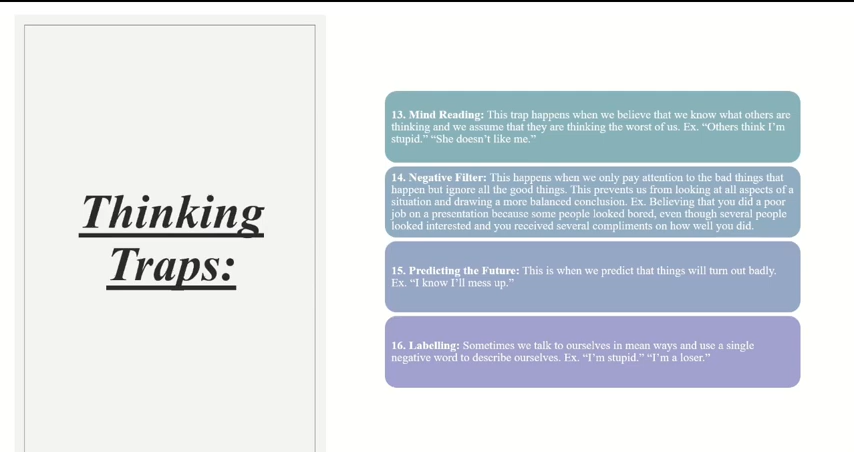 Thinking
Traps:
13. Mind Reading: This trap happens when we believe that we know what others are
thinking and we assume that they are thinking the worst of us. Ex. “Others think I’m
stupid.” “She doesn’t like me.”
14. Negative Filter: This happens when we only pay attention to the bad things that
happen but ignore all the good things. This prevents us from looking at all aspects of a
situation and drawing a more balanced conclusion. Ex. Believing that you did a poor
job on a presentation because some people looked bored, even though several people
looked interested and you received several compliments on how well you did.
15. Predicting the Future: This is when we predict that things will turn out badly.
Ex. “I know I’ll mess up.”
16. Labelling: Sometimes we talk to ourselves in mean ways and use a single
negative word to describe ourselves. Ex. “I’m stupid.” “I’m a loser.”